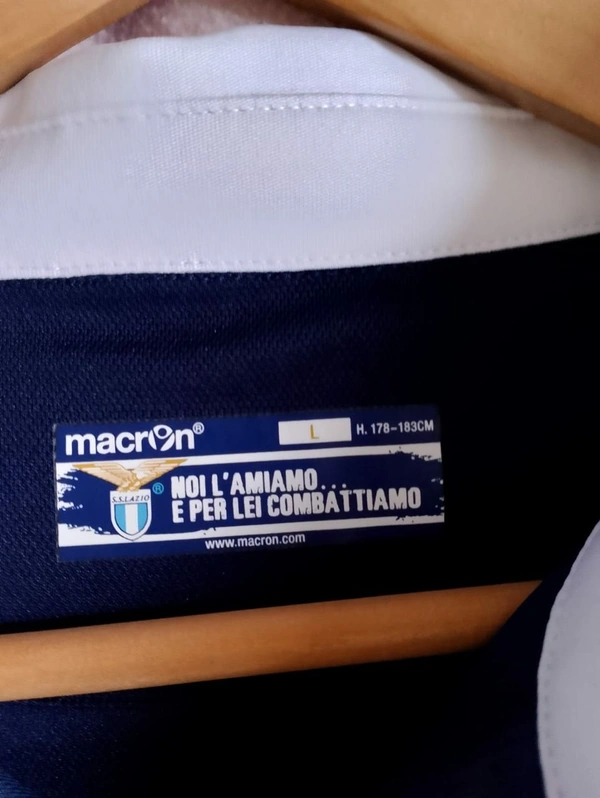 macron®
L H. 178-183CM
S.S.LAZIO ®
NOI L'AMIAMO...
E PER LEI COMBATTIAMO
www.macron.com